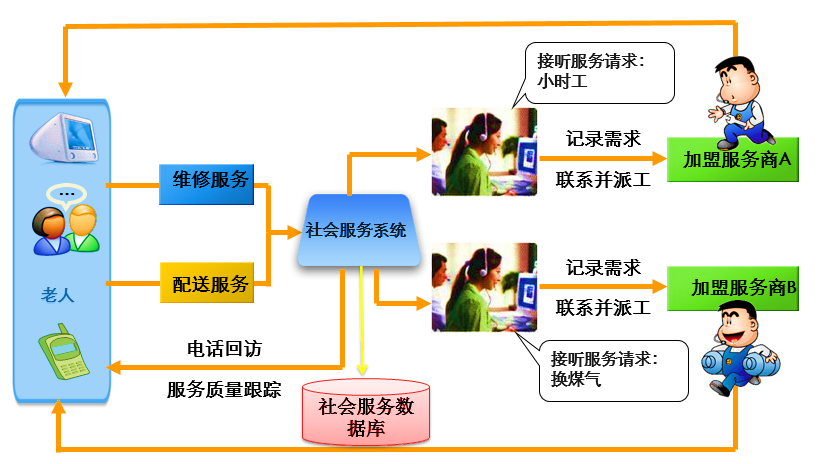 接听服务请求：
小时工
记录需求
联系并派工
加盟服务商A
维修服务
社会服务系统
配送服务
老人
记录需求
联系并派工
加盟服务商B
电话回访
服务质量跟踪
接听服务请求：
换煤气
社会服务数
据库
...